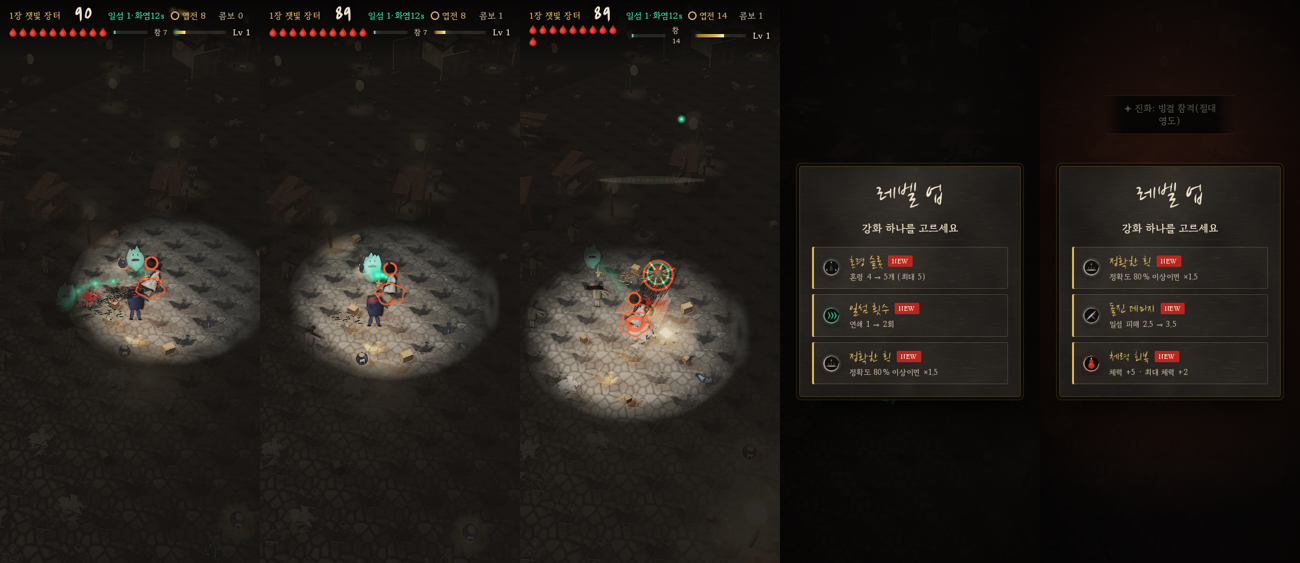 1장 잿빛 장터 90 일섬 1·화염12s 엽전 8 콤보 0
참 7 Lv 1
1장 잿빛 장터 89 일섬 1·화염12s 엽전 8 콤보 1
참 7 Lv 1
1장 잿빛 장터 89 일섬 1·화염12s 엽전 14 콤보 1
참 14 Lv 1
레벨 업
강화 하나를 고르세요
혼령 슬롯 NEW
혼령 4 → 5개 (최대 5)
일섬 횟수 NEW
연쇄 1 → 2회
정확한 획 NEW
정확도 80% 이상이면 ×1.5
✦ 진화: 빙결 참격(절대
영도)
레벨 업
강화 하나를 고르세요
정확한 획 NEW
정확도 80% 이상이면 ×1.5
NEW
일섬 피해 2.5 → 3.5
체력 회복 NEW
체력 +5 · 최대 체력 +2